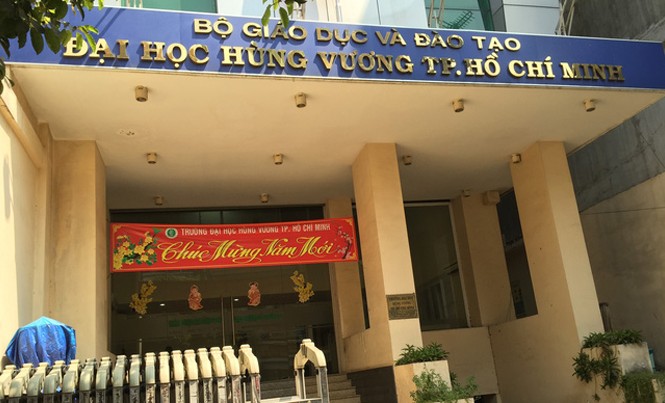 BỘ GIÁO DỤC VÀ ĐÀO TẠO
ĐẠI HỌC HÙNG VƯƠNG TP. HỒ CHÍ MINH
TRƯỜNG ĐẠI HỌC HÙNG VƯƠNG TP. HỒ CHÍ MINH
Chúc Mừng Năm Mới